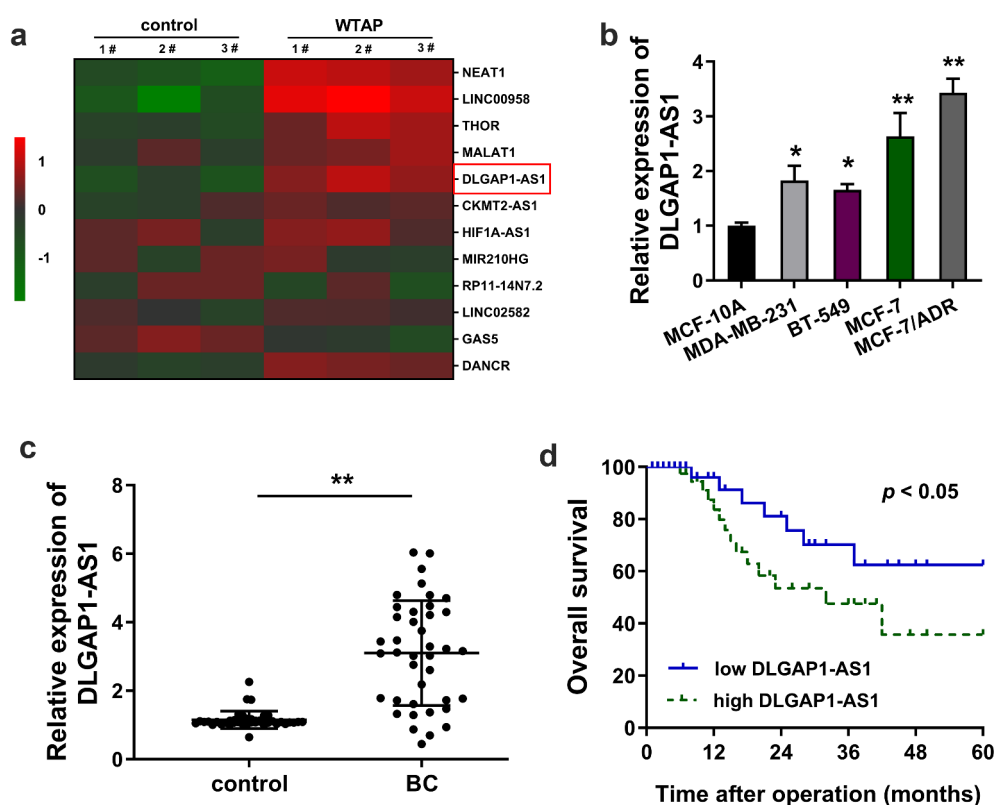 a
control
WTAP
1 #
2 #
3 #
1 #
2 #
3 #
NEAT1
LINC00958
THOR
MALAT1
DLGAP1-AS1
CKMT2-AS1
HIF1A-AS1
MIR210HG
RP11-14N7.2
LINC02582
GAS5
DANCR
1
0
-1
b
Relative expression of
DLGAP1-AS1
4
3
2
1
0
*
*
**
**
MCF-10A
MDA-MB-231
BT-549
MCF-7
MCF-7/ADR
c
Relative expression of
DLGAP1-AS1
8
6
4
2
0
**
control
BC
d
Overall survival
100
80
60
40
20
0
p < 0.05
low DLGAP1-AS1
high DLGAP1-AS1
0
12
24
36
48
60
Time after operation (months)